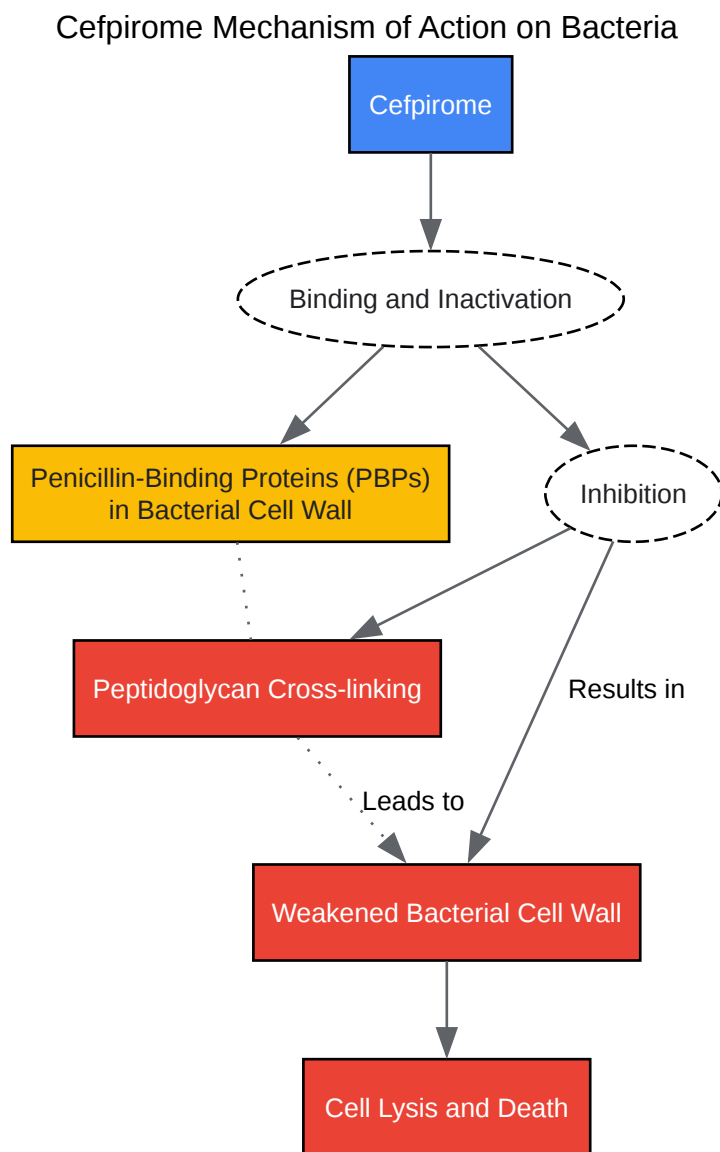 Cefpirome Mechanism of Action on Bacteria
Cefpirome
Binding and Inactivation
Penicillin-Binding Proteins (PBPs)
in Bacterial Cell Wall
Inhibition
Peptidoglycan Cross-linking
Results in
Leads to
Weakened Bacterial Cell Wall
Cell Lysis and Death